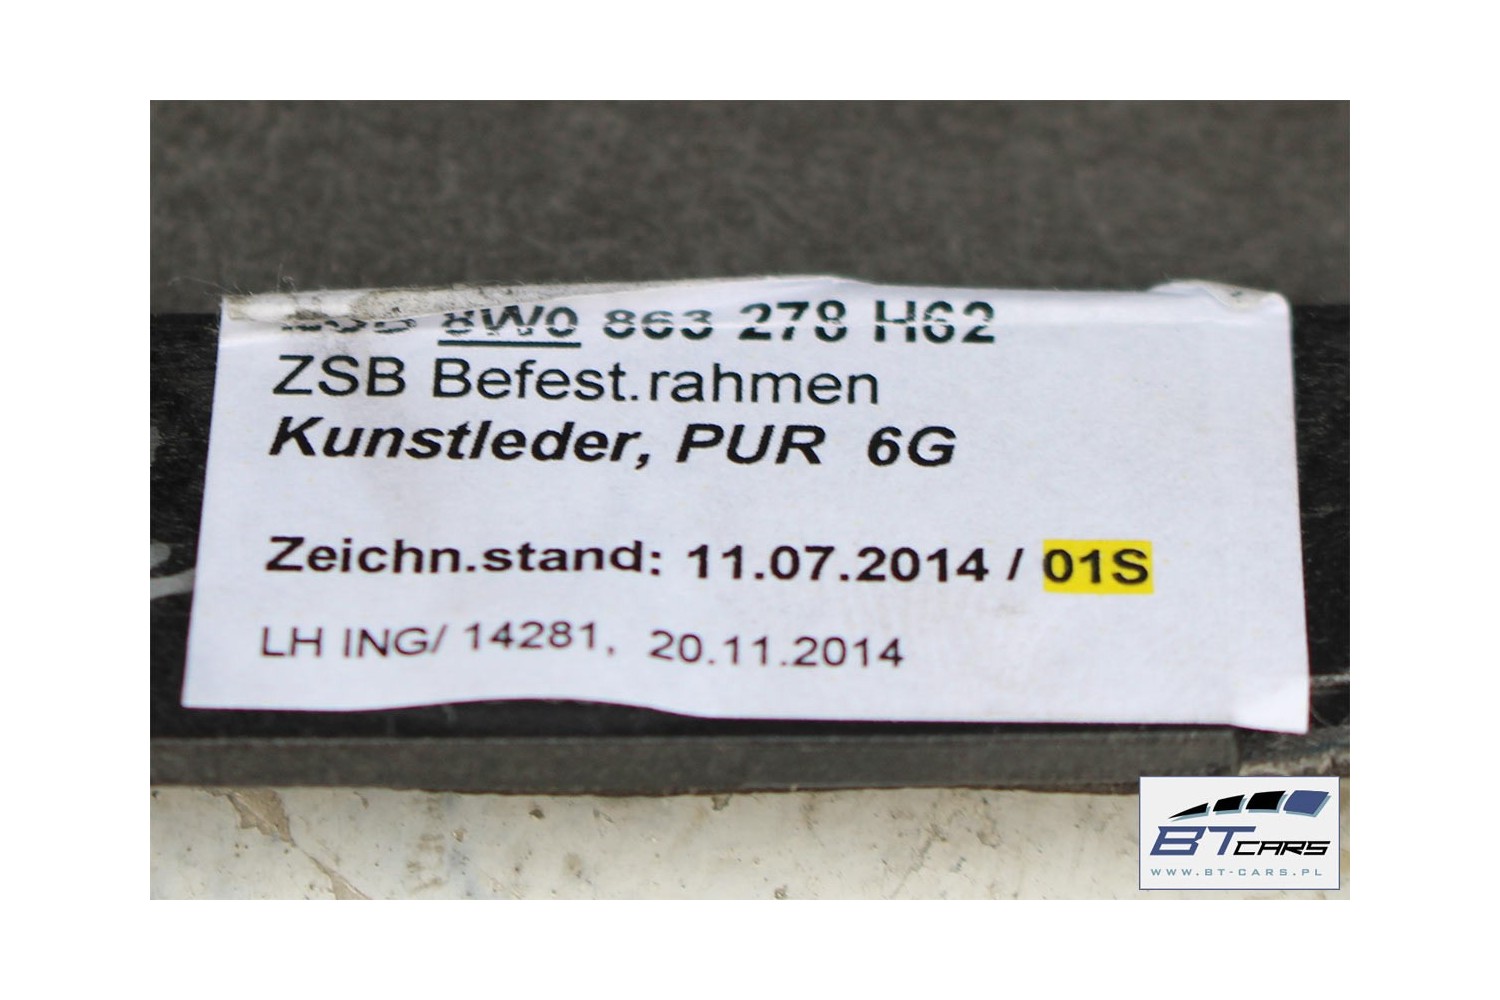 8W0 863 278 H62
ZSB Befest.rahmen
Kunstleder, PUR 6G
Zeichn.stand: 11.07.2014 / 01S
LH ING/ 14281, 20.11.2014
BT CARS
WWW.BT-CARS.PL